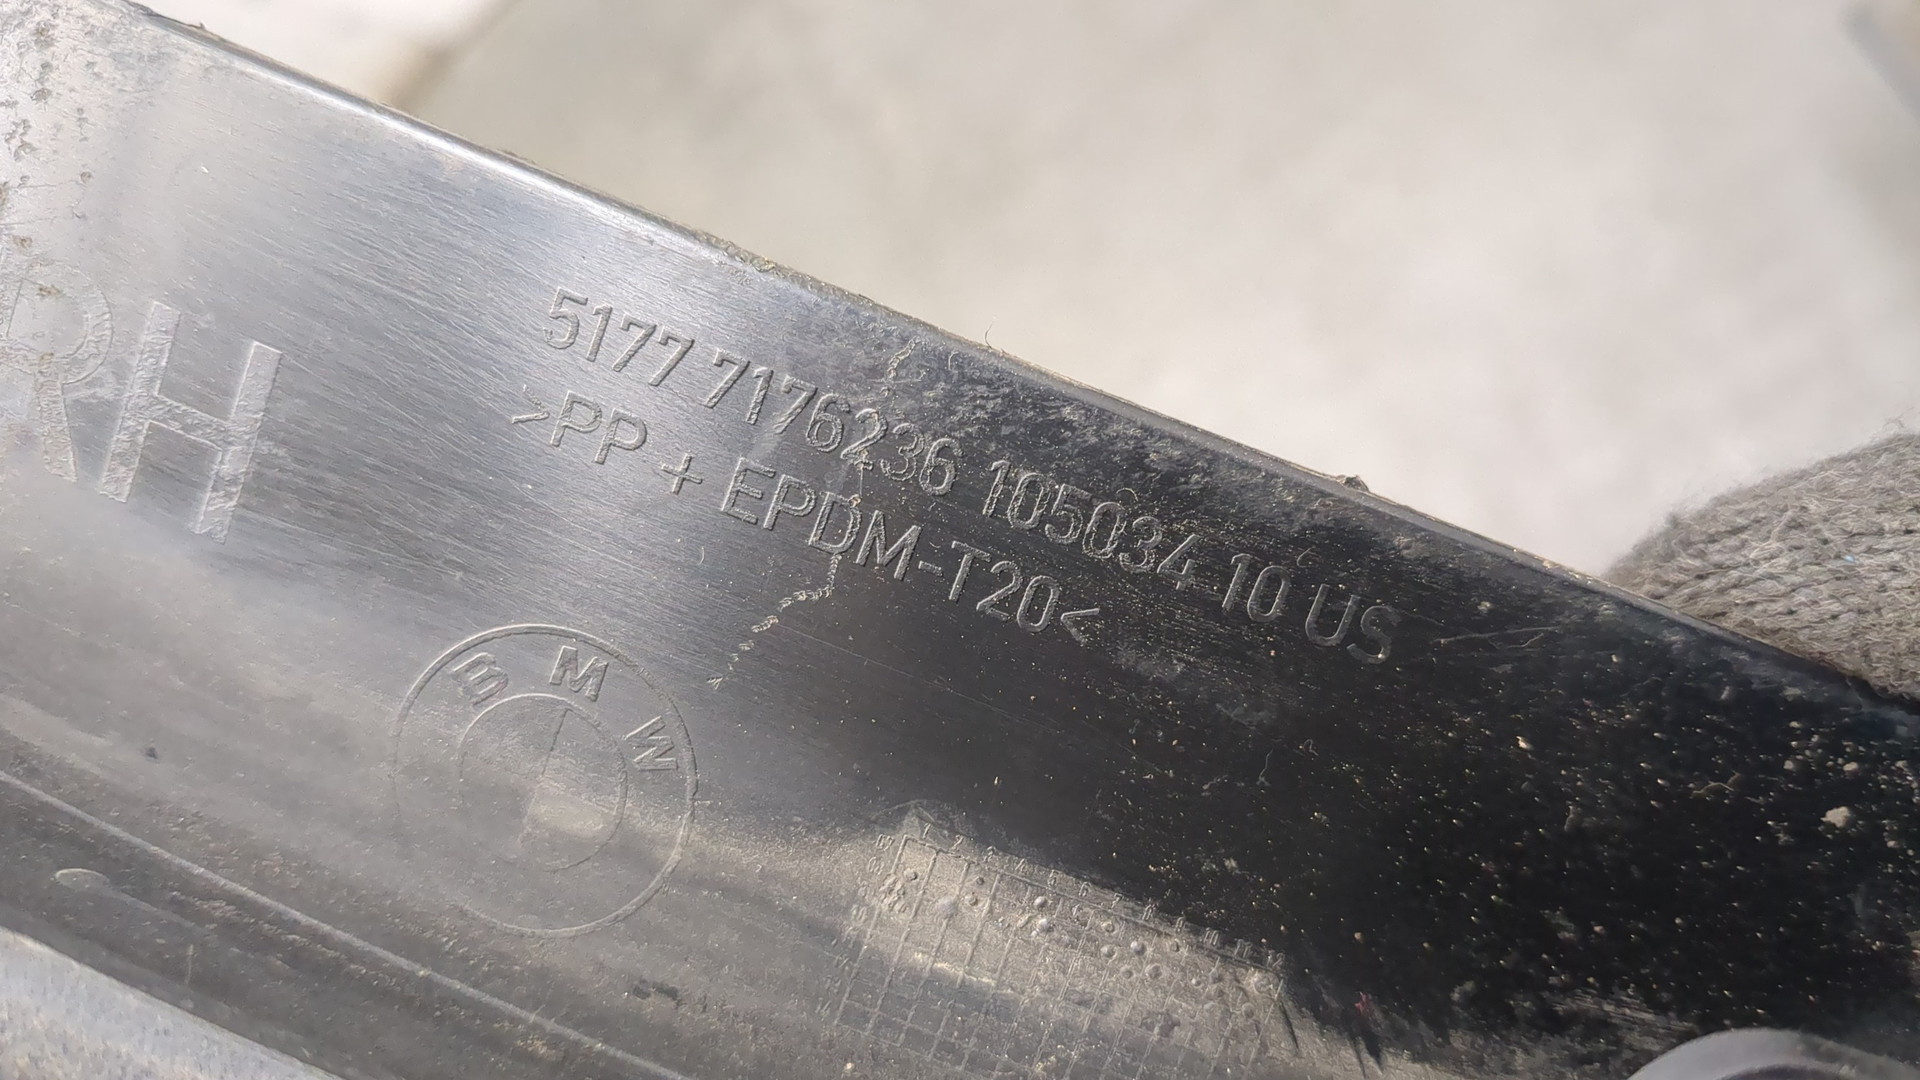 RH
5177 7176236 105034 10 US
>PP + EPDM-T20<
BMW